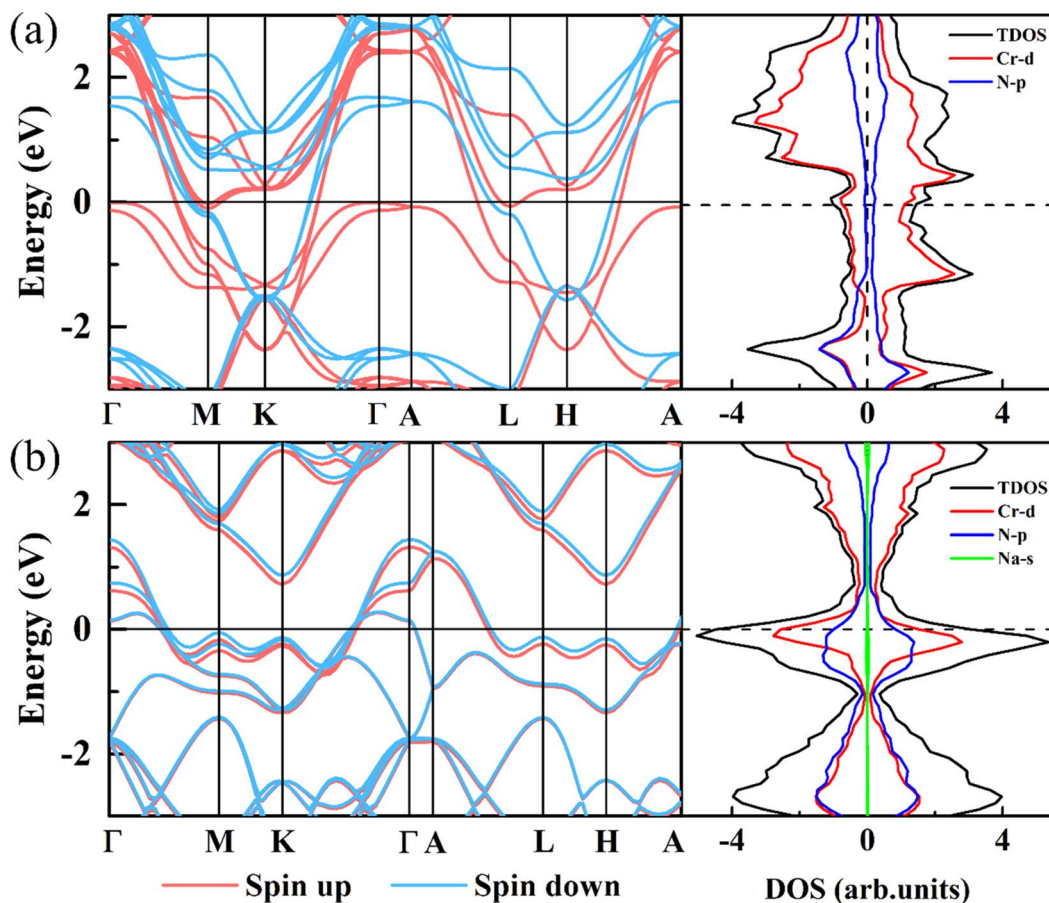 (a)
Energy (eV)
2
0
-2
Γ M K Γ A L H A
TDOS
Cr-d
N-p
-4 0 4
(b)
Energy (eV)
2
0
-2
Γ M K Γ A L H A
TDOS
Cr-d
N-p
Na-s
-4 0 4
Spin up Spin down DOS (arb.units)